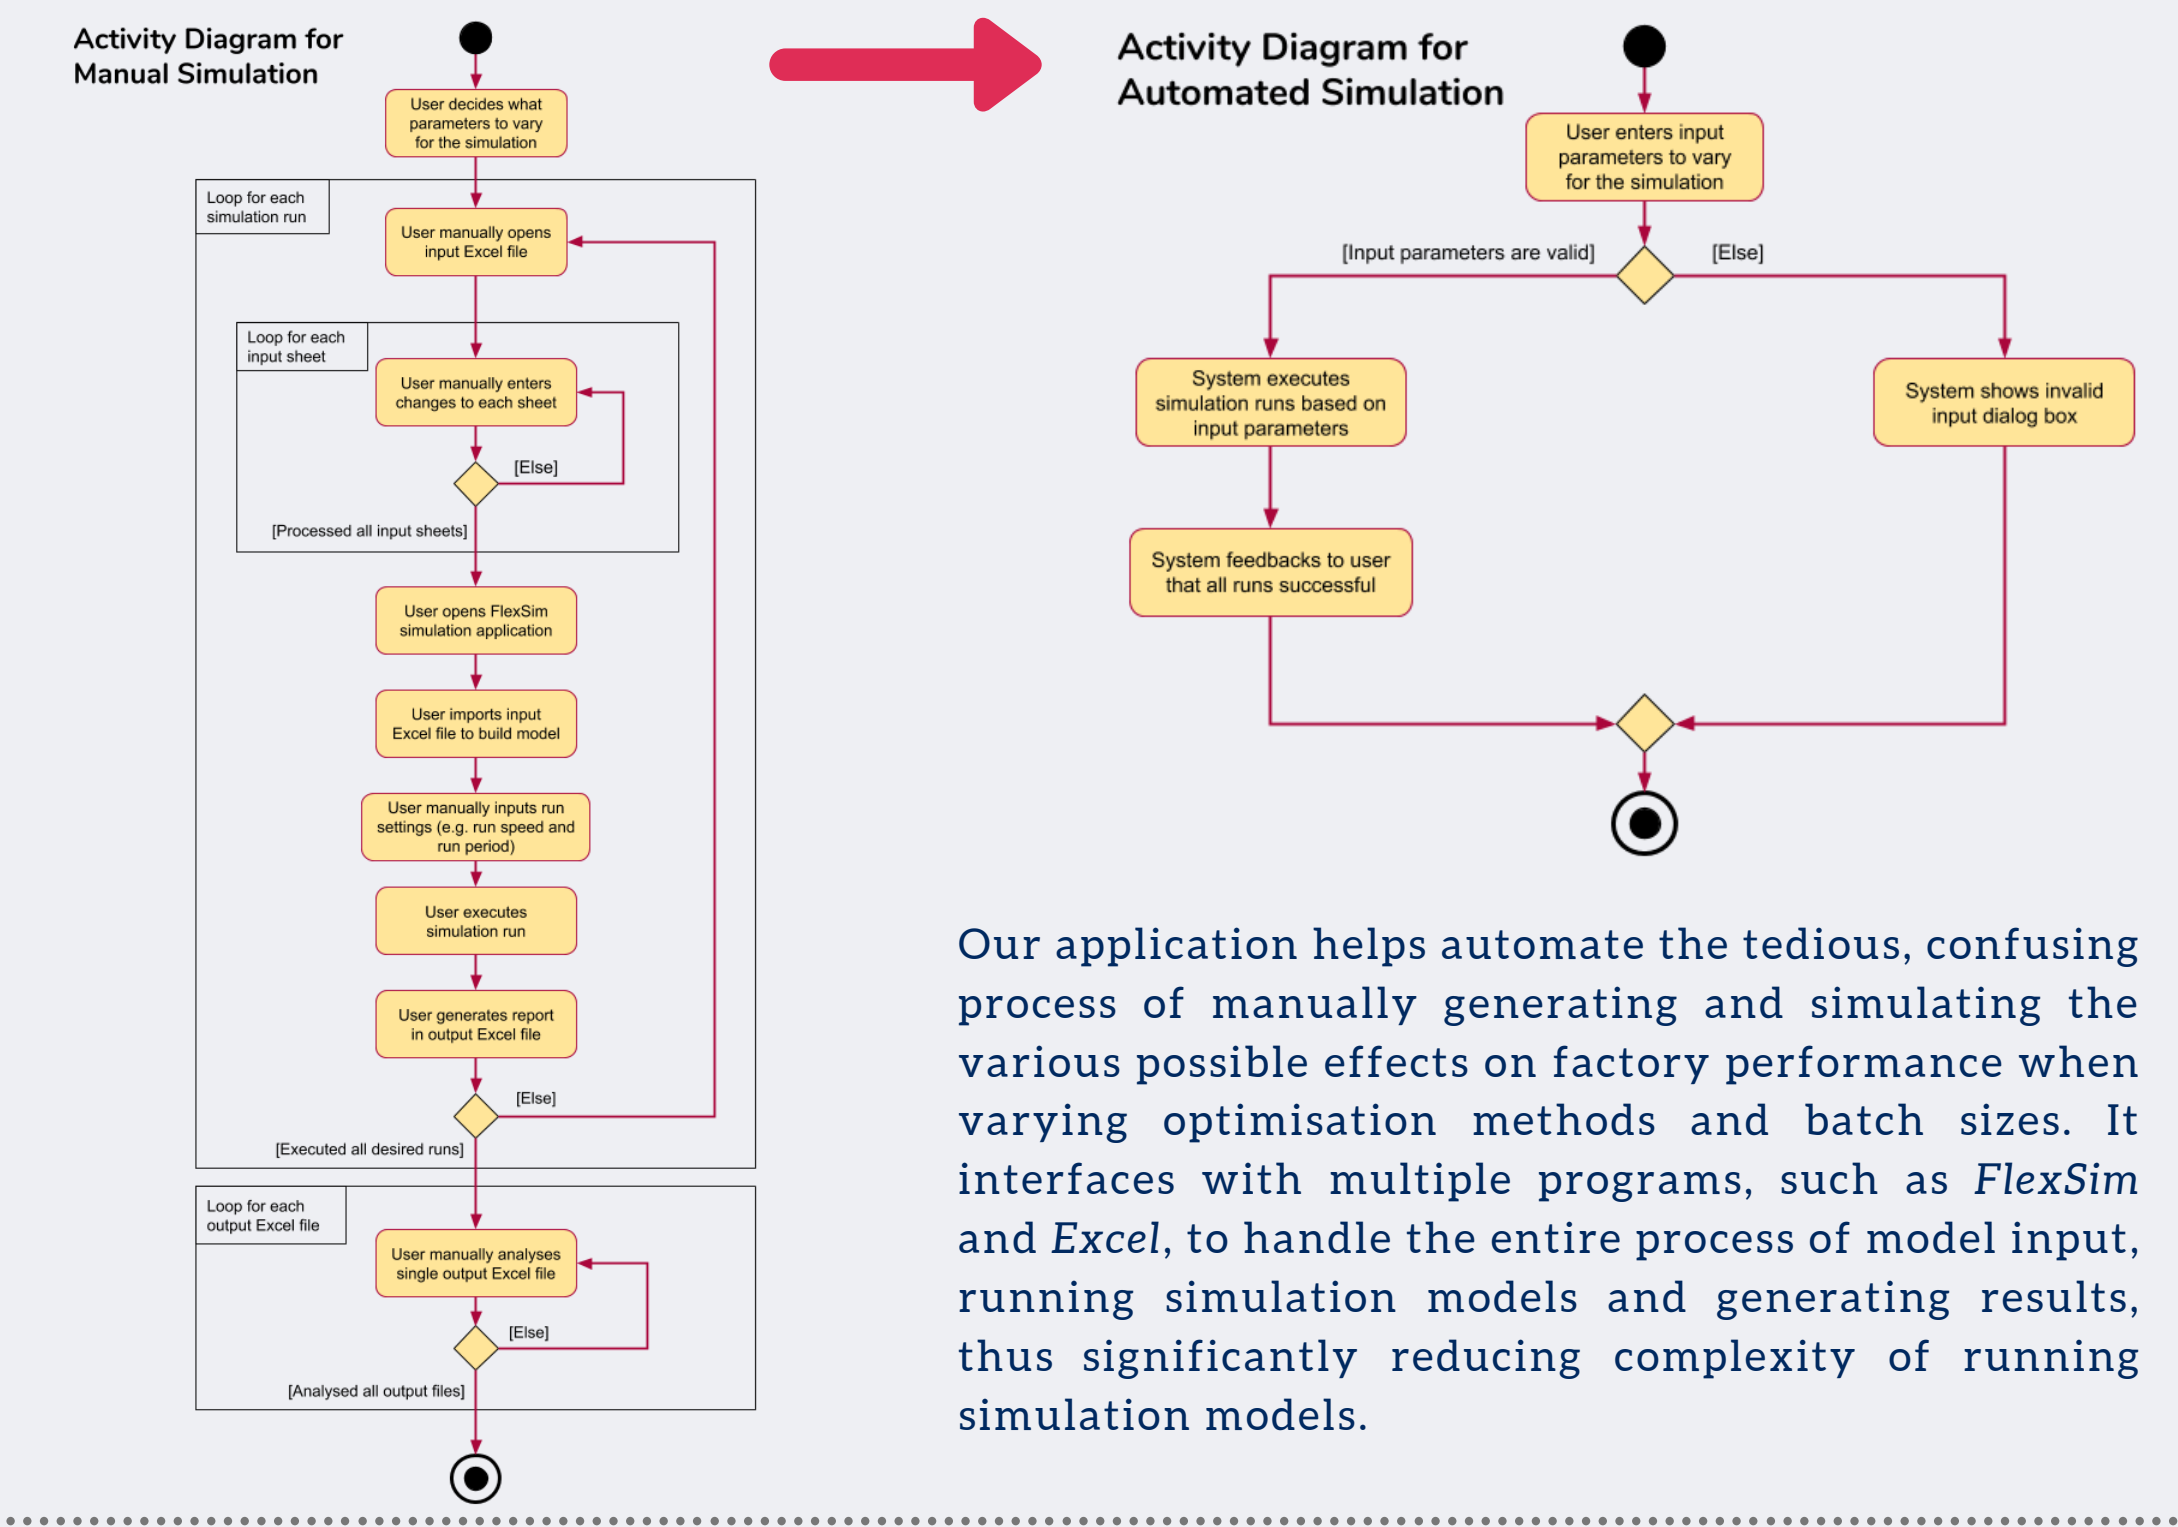 Activity Diagram for
Manual Simulation
User decides what
parameters to vary
for the simulation
Loop for each
simulation run
User manually opens
input Excel file
Loop for each
input sheet
User manually enters
changes to each sheet
[Else]
[Processed all input sheets]
User opens FlexSim
simulation application
User imports input
Excel file to build model
User manually inputs run
settings (e.g. run speed and
run period)
User executes
simulation run
User generates report
in output Excel file
[Else]
[Executed all desired runs]
Loop for each
output Excel file
User manually analyses
single output Excel file
[Else]
[Analysed all output files]
Activity Diagram for
Automated Simulation
User enters input
parameters to vary
for the simulation
[Input parameters are valid]
[Else]
System executes
simulation runs based on
input parameters
System shows invalid
input dialog box
System feedbacks to user
that all runs successful
Our application helps automate the tedious, confusing
process of manually generating and simulating the
various possible effects on factory performance when
varying optimisation methods and batch sizes. It
interfaces with multiple programs, such as FlexSim
and Excel, to handle the entire process of model input,
running simulation models and generating results,
thus significantly reducing complexity of running
simulation models.